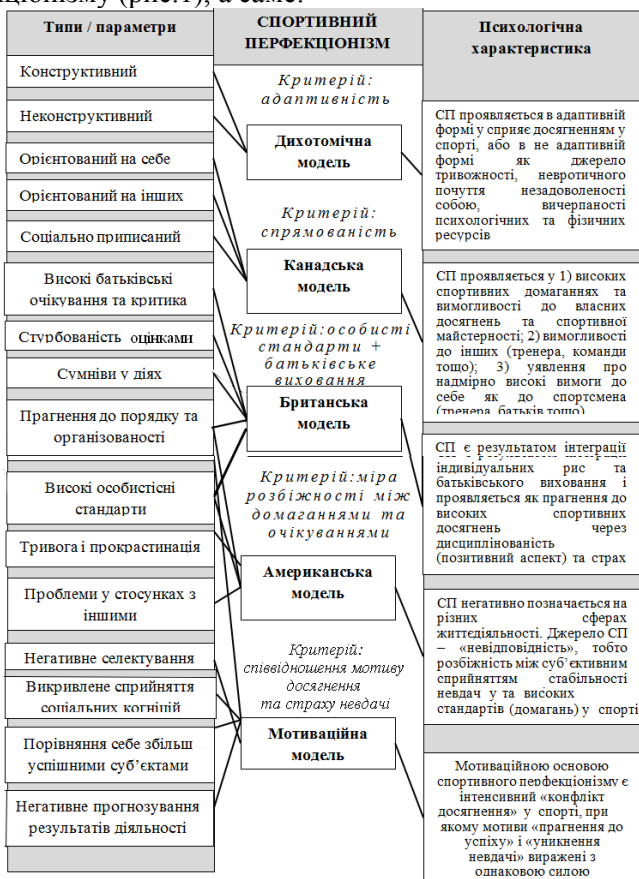 кціонізму (рис.1), а саме:
Типи / параметри
Конструктивний
Неконструктивний
Орієнтований на себе
Орієнтований на інших
Соціально приписаний
Високі батьківські
очікування та критика
Стурбованість оцінками
Сумніви у діях
Прагнення до порядку та
організованості
Високі особистісні
стандарти
Тривога і прокрастинація
Проблеми у стосунках з
іншими
Негативне селектування
Викривлене сприйняття
соціальних когніцій
Порівняння себе збільш
успішними суб’єктами
Негативне прогнозування
результатів діяльності
СПОРТИВНИЙ
ПЕРФЕКЦІОНІЗМ
Критерій:
адаптивність
Дихотомічна
модель
Критерій:
спрямованість
Канадська
модель
Критерій:особисті
стандарти +
батьківське
виховання
Британська
модель
Критерій:міра
розбіжності між
домаганнями та
очікуваннями
Американська
модель
Критерій:
співвідношення мотиву
досягнення
та страху невдачі
Мотиваційна
модель
Психологічна
характеристика
СП проявляється в адаптивній
формі у сприяє досягненням у
спорті, або в не адаптивній
формі як джерело
тривожності, невротичного
почуття незадоволеності
собою, вичерпаності
психологічних та фізичних
ресурсів
СП проявляється у 1) високих
спортивних домаганнях та
вимогливості до власних
досягнень та спортивної
майстерності; 2) вимогливості
до інших (тренера, команди
тощо); 3) уявлення про
надмірно високі вимоги до
себе як до спортсмена
(тренера, батьків тощо)
СП є результатом інтеграції
індивідуальних рис та
батьківського виховання і
проявляється як прагнення до
високих спортивних
досягнень через
дисциплінованість
(позитивний аспект) та страх
СП негативно позначається на
різних сферах
життєдіяльності. Джерело СП
– «невідповідність», тобто
розбіжність між суб’єктивним
сприйняттям стабільності
невдач у та високих
стандартів (домагань) у спорті
Мотиваційною основою
спортивного перфекціонізму є
інтенсивний «конфлікт
досягнення» у спорті, при
якому мотиви «прагнення до
успіху» і «уникнення
невдачі» виражені з
однаковою силою